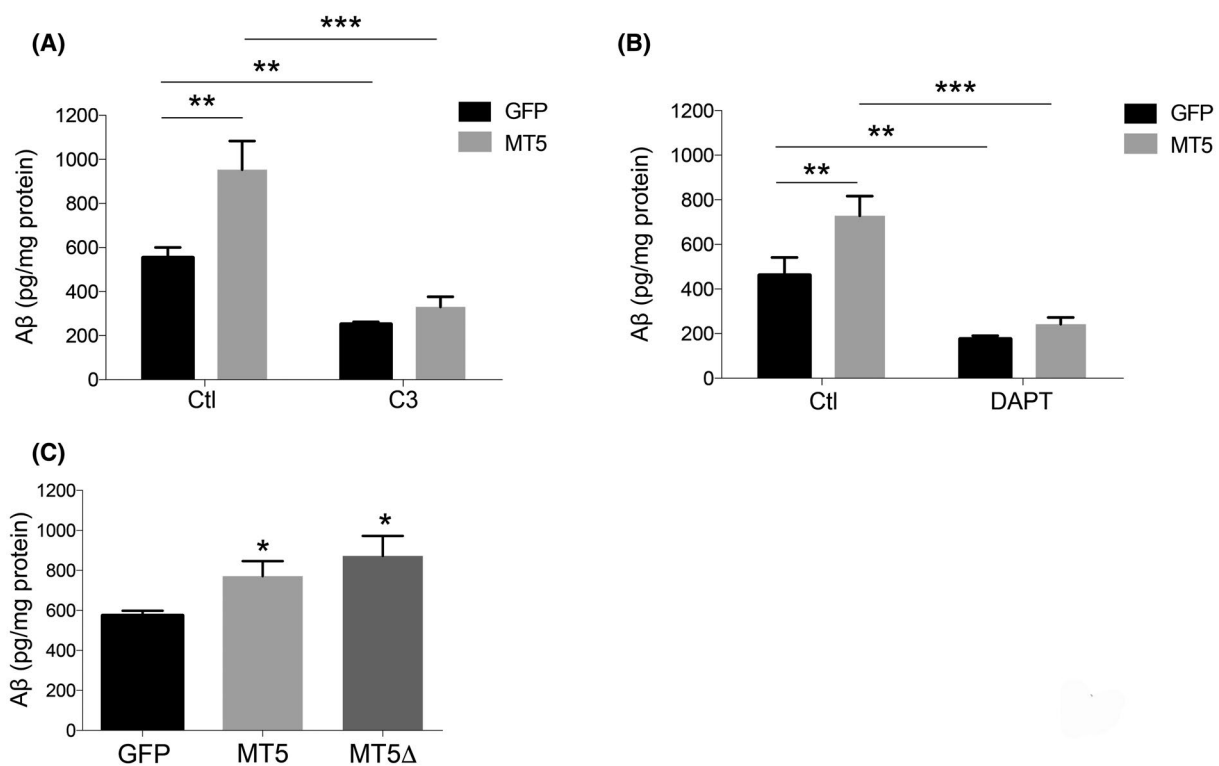 (A)
***
**
**
GFP
MT5
Aβ (pg/mg protein)
1200
1000
800
600
400
200
0
Ctl C3
(B)
***
**
**
GFP
MT5
Aβ (pg/mg protein)
1200
1000
800
600
400
200
0
Ctl DAPT
(C)
Aβ (pg/mg protein)
1200
1000
800
600
400
200
0
*
*
GFP MT5 MT5Δ